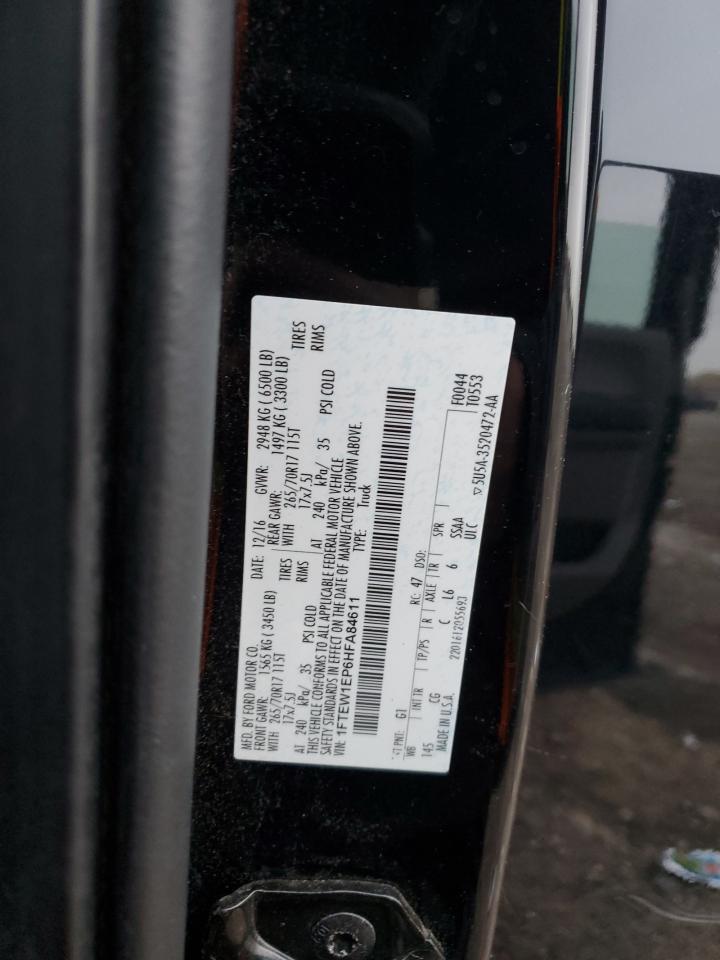 MFD. BY FORD MOTOR CO.
DATE: 12/16 GVWR: 2948 KG ( 6500 LB)
FRONT GAWR: 1565 KG ( 3450 LB) REAR GAWR: 1497 KG ( 3300 LB)
WITH 265/70R17 115T TIRES WITH 265/70R17 115T TIRES
17x7.5J RIMS 17x7.5J RIMS
AT 240 kPa/ 35 PSI COLD AT 240 kPa/ 35 PSI COLD
THIS VEHICLE CONFORMS TO ALL APPLICABLE FEDERAL MOTOR VEHICLE
SAFETY STANDARDS IN EFFECT ON THE DATE OF MANUFACTURE SHOWN ABOVE.
VIN: 1FTEW1EP6HFA84611 TYPE: Truck
PNT: G1 RC: 47 DSO: F0044
T0553
WB INT TR TP/PS R AXLE TR SPR
145 CG C L6 6 SSAA
MADE IN U.S.A. UIC
2201612055693 5U5A-3520472-AA